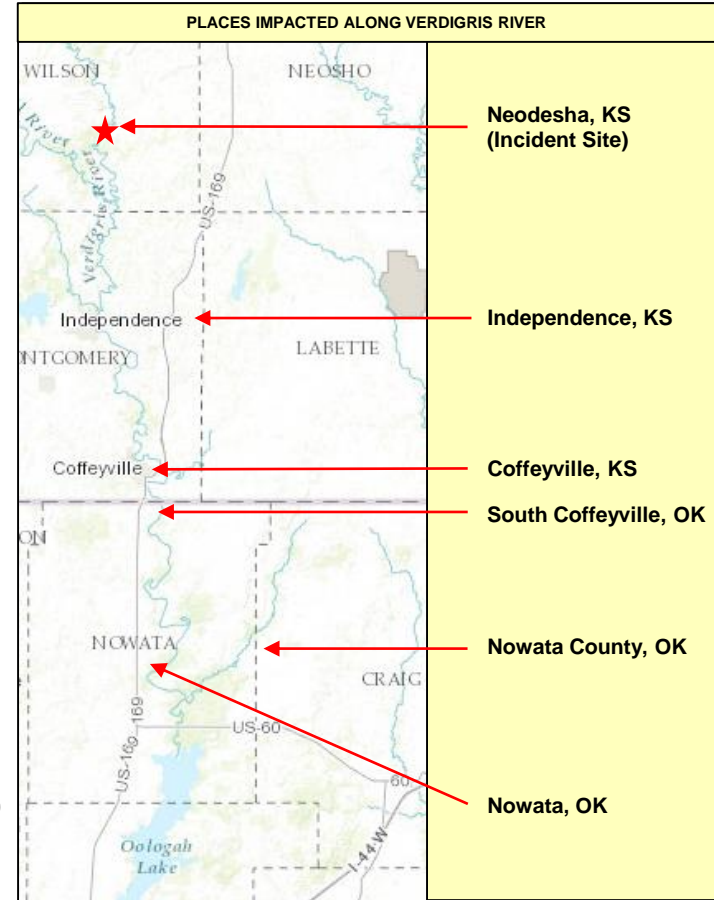 PLACES IMPACTED ALONG VERDIGRIS RIVER
WILSON
NEOSHO
Neodesha, KS
(Incident Site)
River
Verdigris River
US-169
Independence
Independence, KS
NTGOMERY
LABETTE
Coffeyville
Coffeyville, KS
South Coffeyville, OK
ON
NOWATA
Nowata County, OK
CRAIG
169
US-60
US-169
60
Nowata, OK
Oologah
Lake
I-44-W